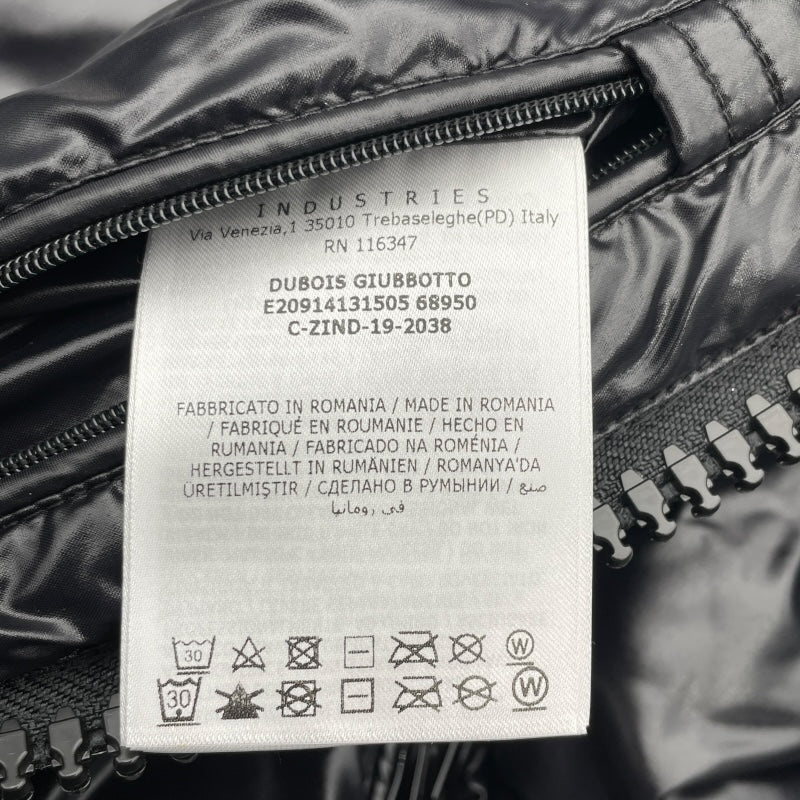 INDUSTRIES
Via Venezia,1 35010 Trebaseleghe(PD) Italy
RN 116347
DUBOIS GIUBBOTTO
E20914131505 68950
C-ZIND-19-2038
FABBRICATO IN ROMANIA / MADE IN ROMANIA
/ FABRIQUÉ EN ROUMANIE / HECHO EN
RUMANIA / FABRICADO NA ROMÉNIA /
HERGESTELLT IN RUMÄNIEN / ROMANYA'DA
ÜRETILMIŞTIR / СДЕЛАНО В РУМЫНИИ / صنع
في رومانيا
30 W
30 W